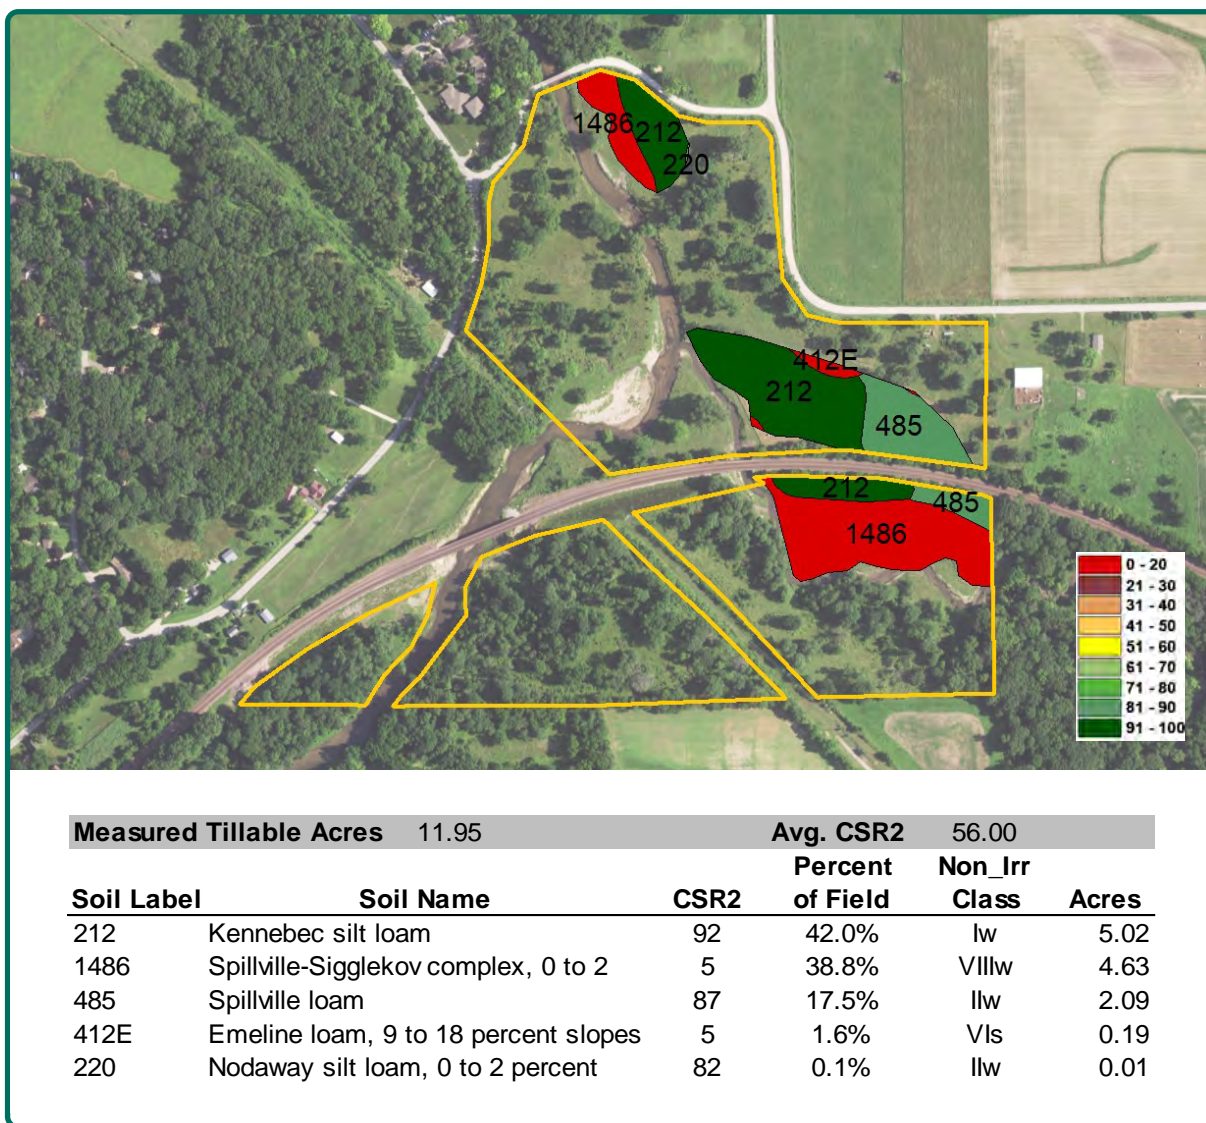 1486
212
220
412E
212
485
212
485
1486
0 - 20
21 - 30
31 - 40
41 - 50
51 - 60
61 - 70
71 - 80
81 - 90
91 - 100
Measured Tillable Acres 11.95 Avg. CSR2 56.00
Percent Non_Irr
Soil Label Soil Name CSR2 of Field Class Acres
212 Kennebec silt loam 92 42.0% Iw 5.02
1486 Spillville-Sigglekov complex, 0 to 2 5 38.8% VIIIw 4.63
485 Spillville loam 87 17.5% IIw 2.09
412E Emeline loam, 9 to 18 percent slopes 5 1.6% VIs 0.19
220 Nodaway silt loam, 0 to 2 percent 82 0.1% IIw 0.01